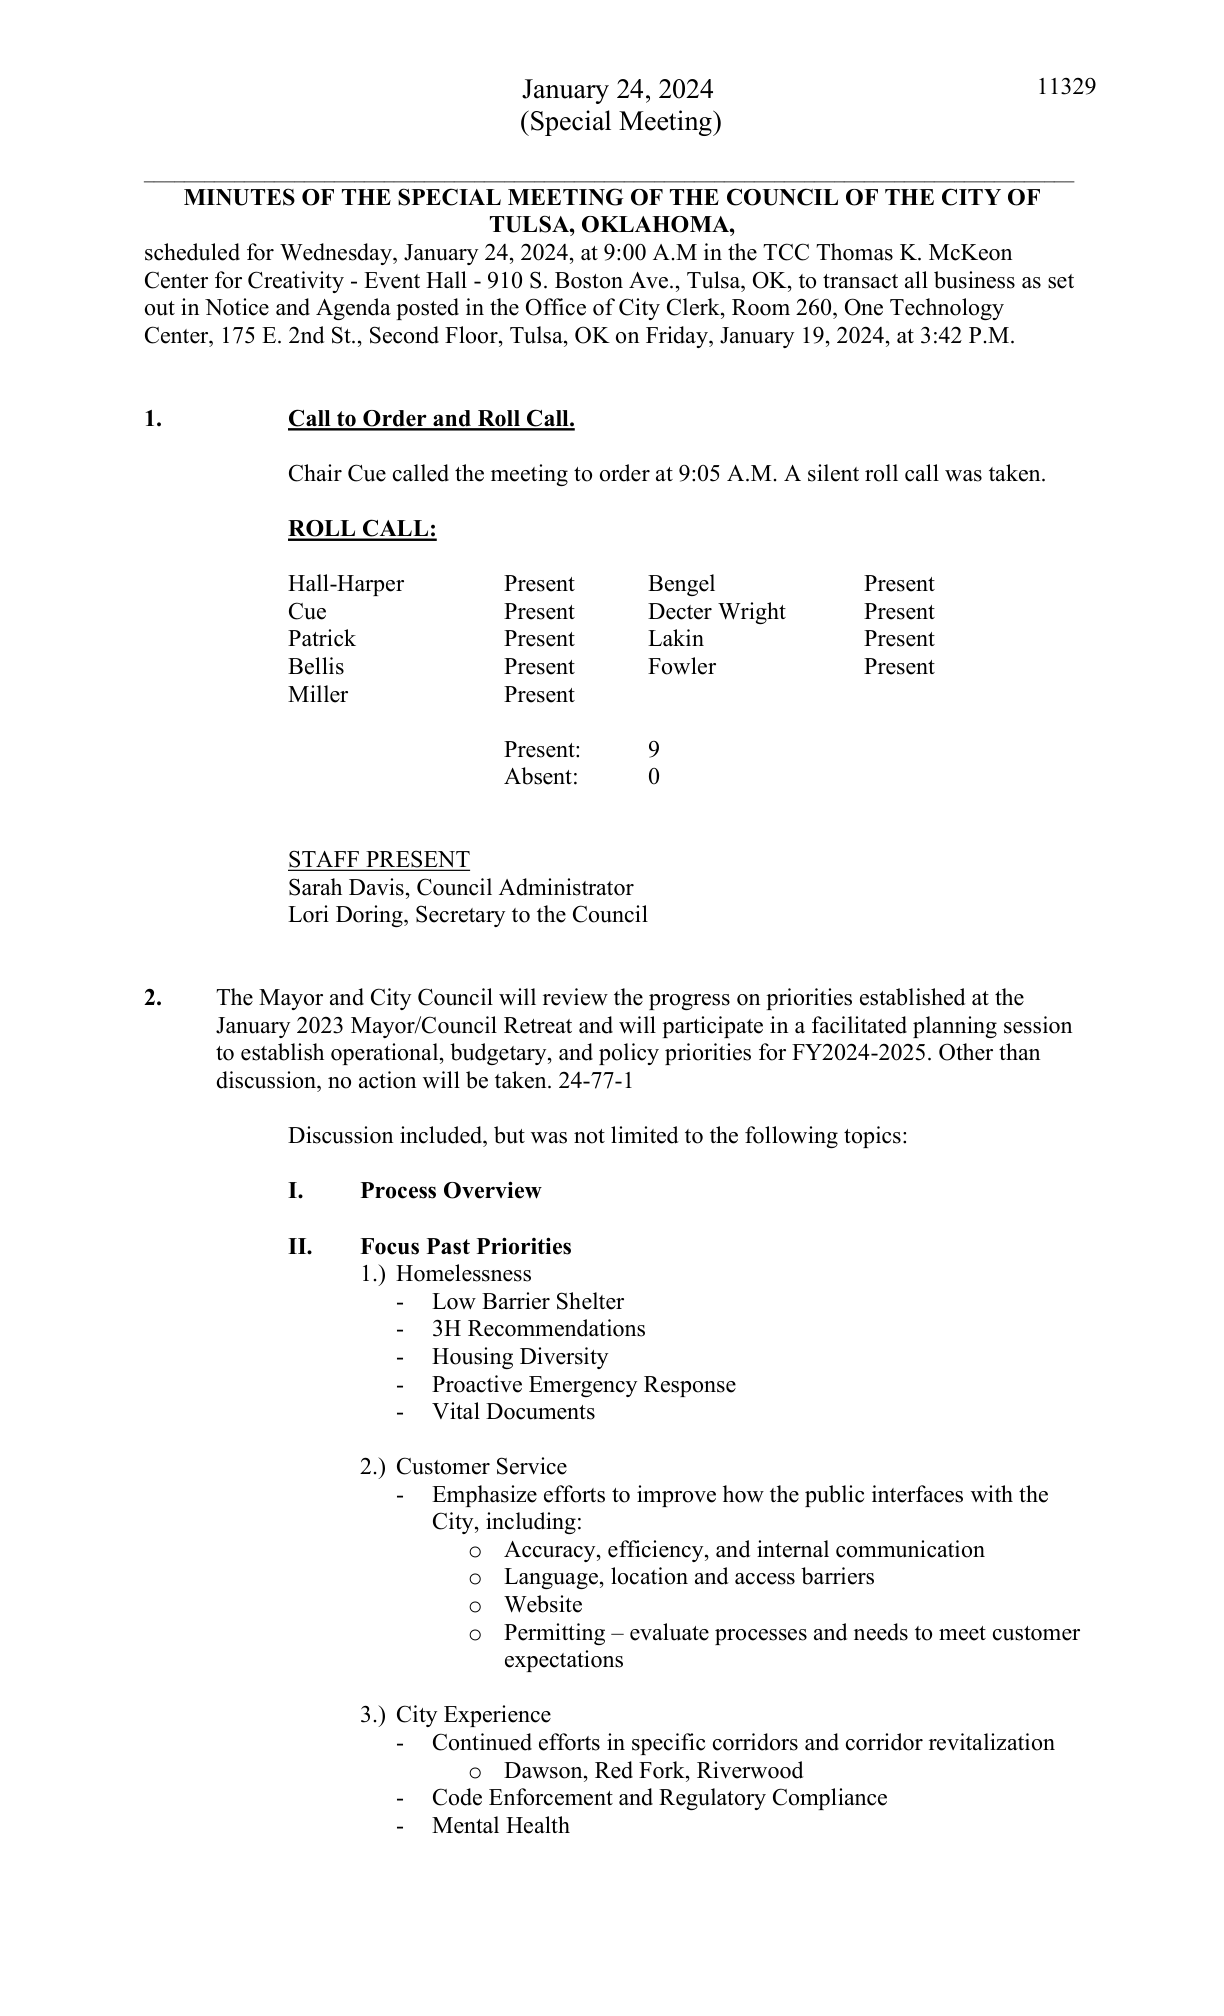 January 24, 2024
11329
(Special Meeting)
MINUTES OF THE SPECIAL MEETING OF THE COUNCIL OF THE CITY OF
TULSA, OKLAHOMA,
scheduled for Wednesday, January 24, 2024, at 9:00 A.M in the TCC Thomas K. McKeon
Center for Creativity - Event Hall - 910 S. Boston Ave., Tulsa, OK, to transact all business as set
out in Notice and Agenda posted in the Office of City Clerk, Room 260, One Technology
Center, 175 E. 2nd St., Second Floor, Tulsa, OK on Friday, January 19, 2024, at 3:42 P.M.
1. Call to Order and Roll Call.
Chair Cue called the meeting to order at 9:05 A.M. A silent roll call was taken.
ROLL CALL:
Hall-Harper Present Bengel Present
Cue Present Decter Wright Present
Patrick Present Lakin Present
Bellis Present Fowler Present
Miller Present
Present: 9
Absent: 0
STAFF PRESENT
Sarah Davis, Council Administrator
Lori Doring, Secretary to the Council
2. The Mayor and City Council will review the progress on priorities established at the
January 2023 Mayor/Council Retreat and will participate in a facilitated planning session
to establish operational, budgetary, and policy priorities for FY2024-2025. Other than
discussion, no action will be taken. 24-77-1
Discussion included, but was not limited to the following topics:
I. Process Overview
II. Focus Past Priorities
1.) Homelessness
- Low Barrier Shelter
- 3H Recommendations
- Housing Diversity
- Proactive Emergency Response
- Vital Documents
2.) Customer Service
- Emphasize efforts to improve how the public interfaces with the
City, including:
o Accuracy, efficiency, and internal communication
o Language, location and access barriers
o Website
o Permitting – evaluate processes and needs to meet customer
expectations
3.) City Experience
- Continued efforts in specific corridors and corridor revitalization
o Dawson, Red Fork, Riverwood
- Code Enforcement and Regulatory Compliance
- Mental Health